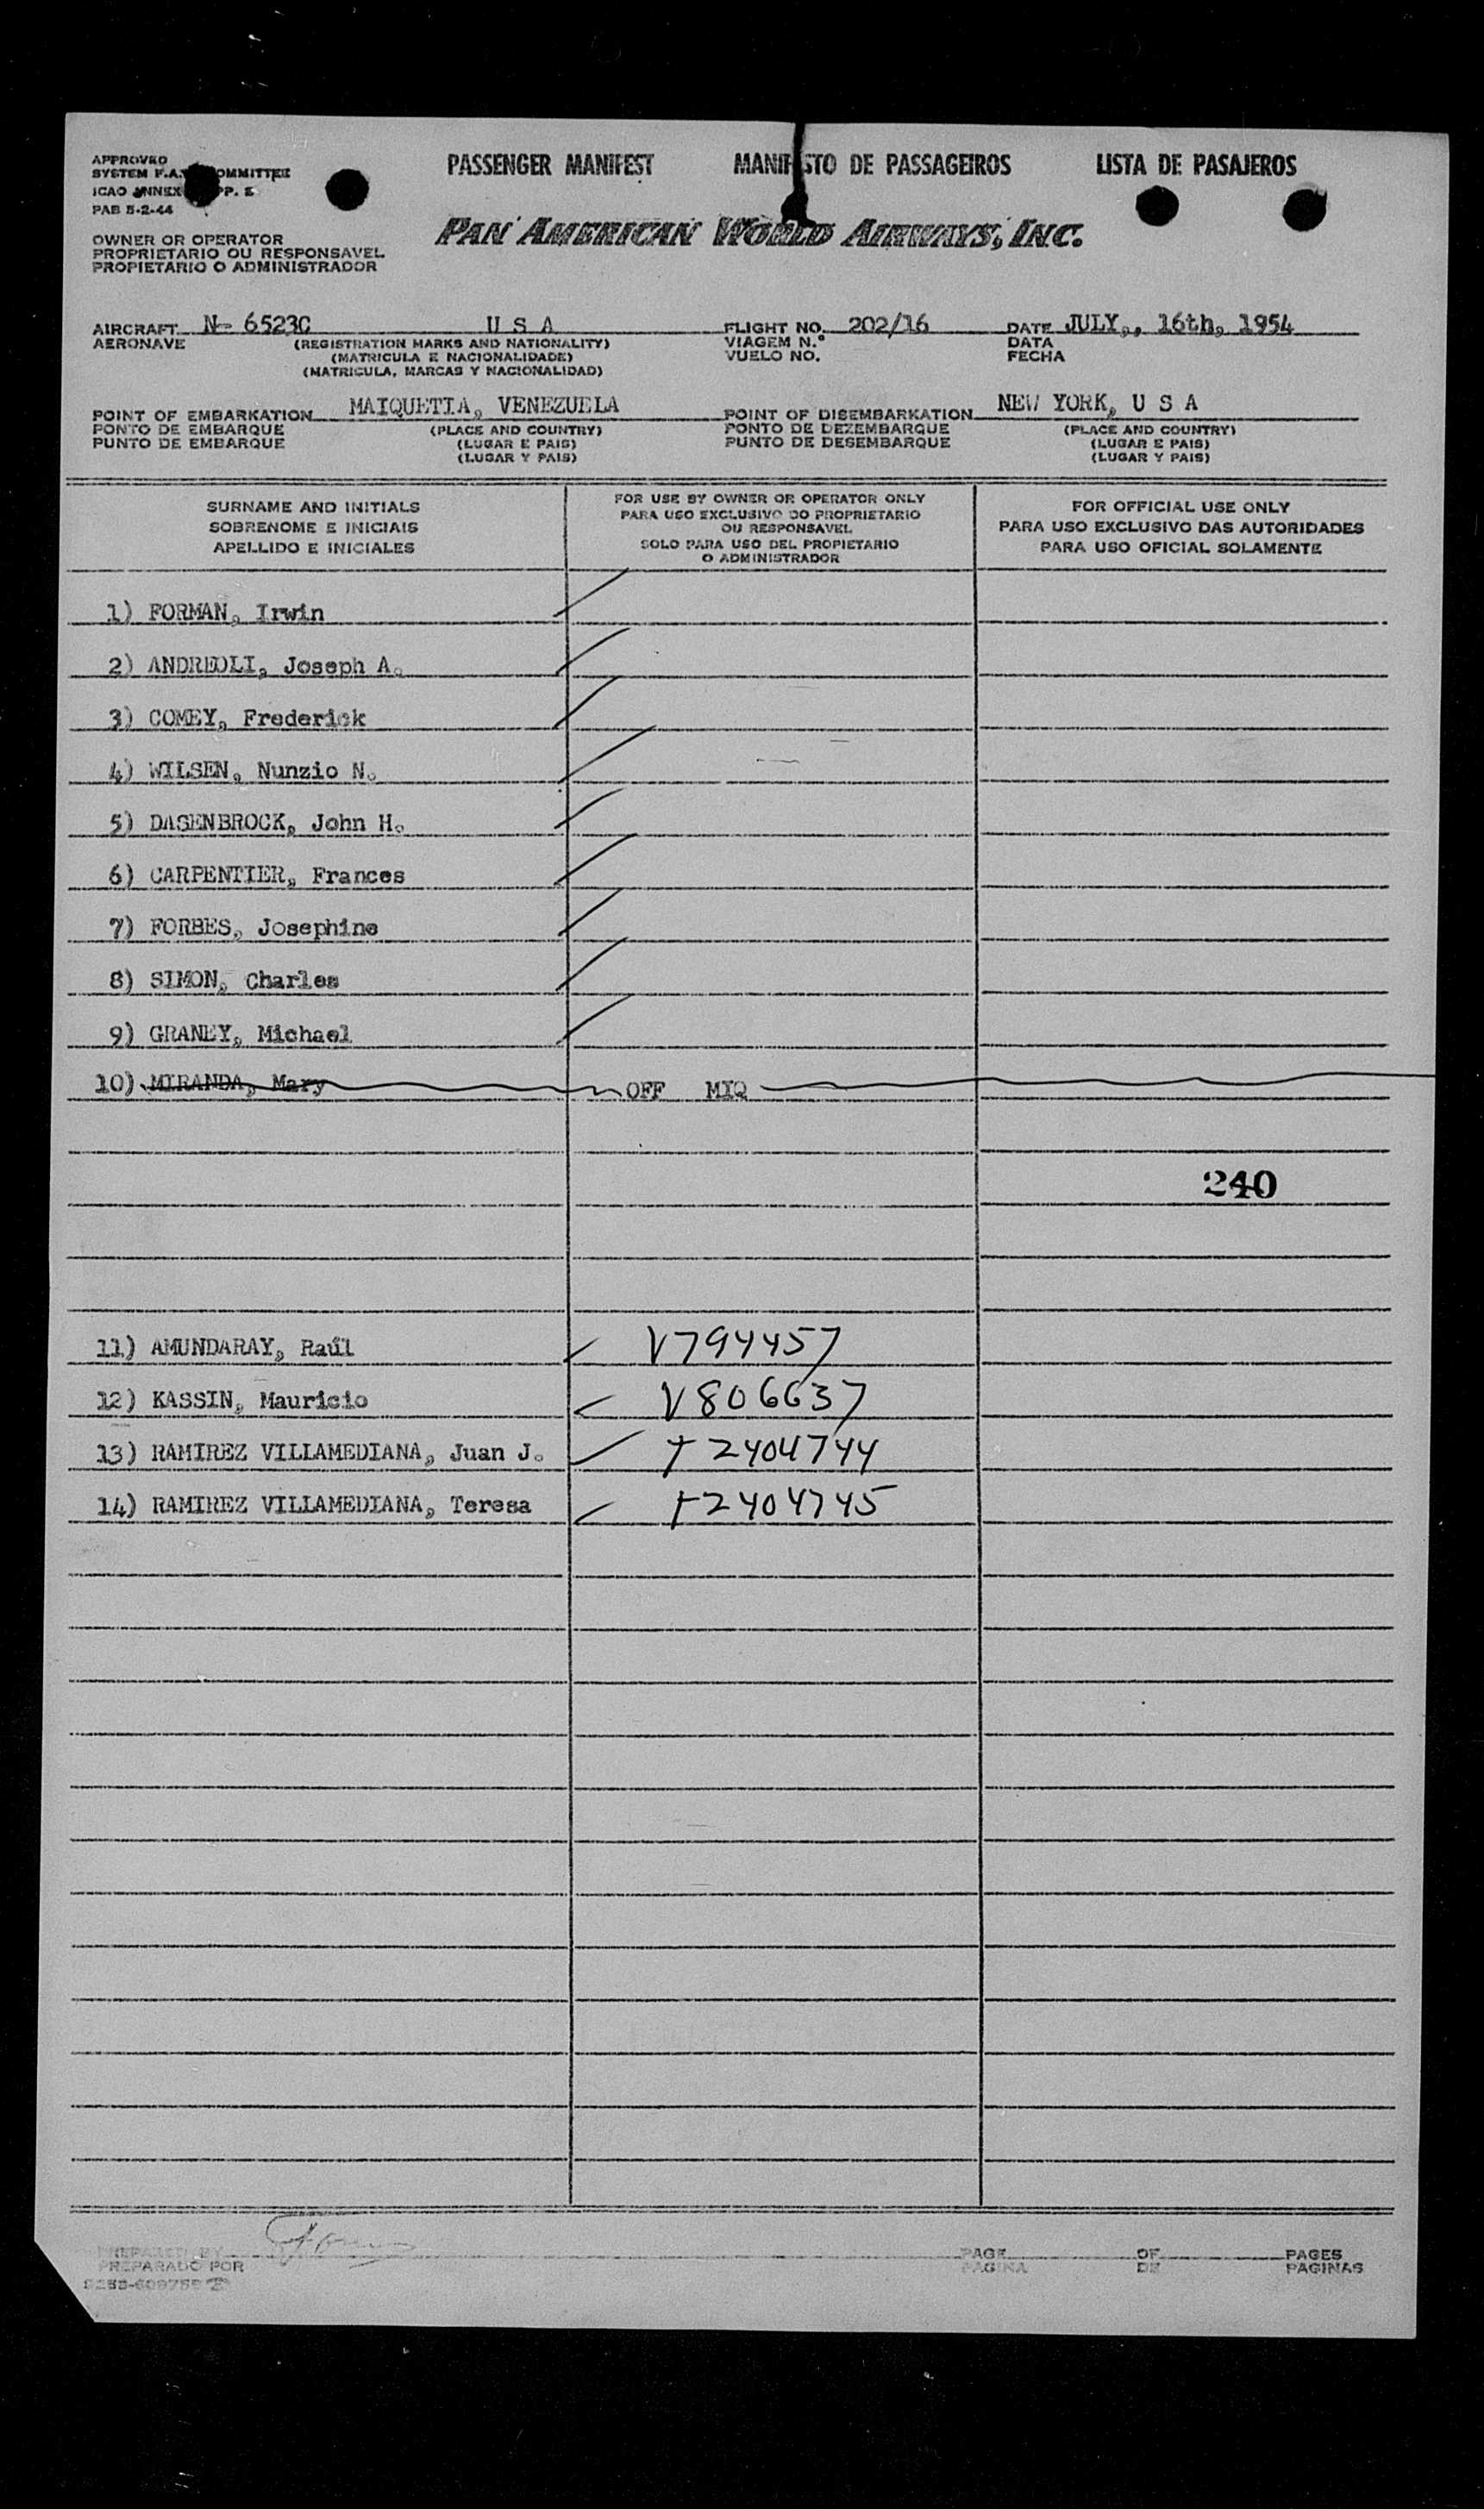 APPROVED
SYSTEM F.A. COMMITTEE
ICAO ANNEX PP. E
PAB 5-2-44
PASSENGER MANIFEST MANIFESTO DE PASSAGEIROS LISTA DE PASAJEROS
PAN AMERICAN WORLD AIRWAYS, INC.
OWNER OR OPERATOR
PROPRIETARIO OU RESPONSAVEL
PROPIETARIO O ADMINISTRADOR
AIRCRAFT N- 6523C U S A FLIGHT NO. 202/16 DATE JULY,, 16th, 1954
AERONAVE (REGISTRATION MARKS AND NATIONALITY) VIAGEM N.º DATA
(MATRICULA E NACIONALIDADE) VUELO NO. FECHA
(MATRICULA, MARCAS Y NACIONALIDAD)
POINT OF EMBARKATION MAIQUETIA, VENEZUELA POINT OF DISEMBARKATION NEW YORK, U S A
PONTO DE EMBARQUE (PLACE AND COUNTRY) PONTO DE DEZEMBARQUE (PLACE AND COUNTRY)
PUNTO DE EMBARQUE (LUGAR E PAIS) PUNTO DE DESEMBARQUE (LUGAR E PAIS)
(LUGAR Y PAIS) (LUGAR Y PAIS)
SURNAME AND INITIALS
SOBRENOME E INICIAIS
APELLIDO E INICIALES
FOR USE BY OWNER OR OPERATOR ONLY
PARA USO EXCLUSIVO DO PROPRIETARIO
OU RESPONSAVEL
SOLO PARA USO DEL PROPIETARIO
O ADMINISTRADOR
FOR OFFICIAL USE ONLY
PARA USO EXCLUSIVO DAS AUTORIDADES
PARA USO OFICIAL SOLAMENTE
1) FORMAN, Irwin
2) ANDREOLI, Joseph A.
3) COMEY, Frederick
4) WILSEN, Nunzio N.
5) DASENBROCK, John H.
6) CARPENTIER, Frances
7) FORBES, Josephine
8) SIMON, Charles
9) GRANEY, Michael
10) MIRANDA, Mary OFF MIQ
240
11) AMUNDARAY, Raúl V794457
12) KASSIN, Mauricio V806637
13) RAMIREZ VILLAMEDIANA, Juan J. T2404744
14) RAMIREZ VILLAMEDIANA, Teresa T2404745
PREPARED BY PAGE OF PAGES
PREPARADO POR PAGINA DE PAGINAS